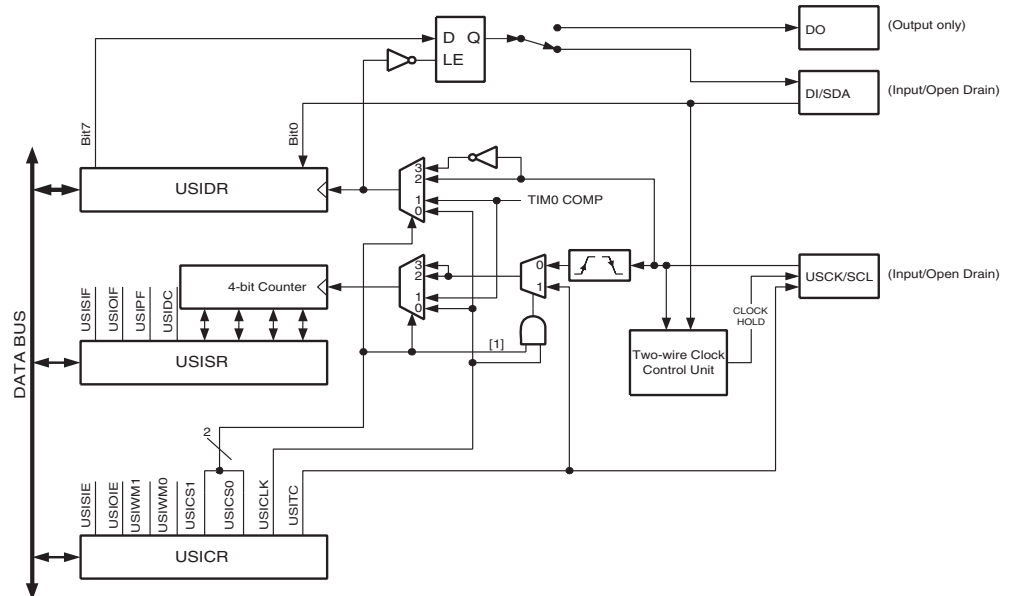 DO
(Output only)
D Q
LE
DI/SDA
(Input/Open Drain)
Bit7
Bit0
USIDR
3
2
1
0
TIM0 COMP
DATA BUS
4-bit Counter
3
2
1
0
0
1
USCK/SCL
(Input/Open Drain)
CLOCK
HOLD
USISIF
USIOIF
USIPF
USIDC
USISR
[1]
Two-wire Clock
Control Unit
2
USISIE
USIOIE
USIWM1
USIWM0
USICS1
USICS0
USICLK
USITC
USICR